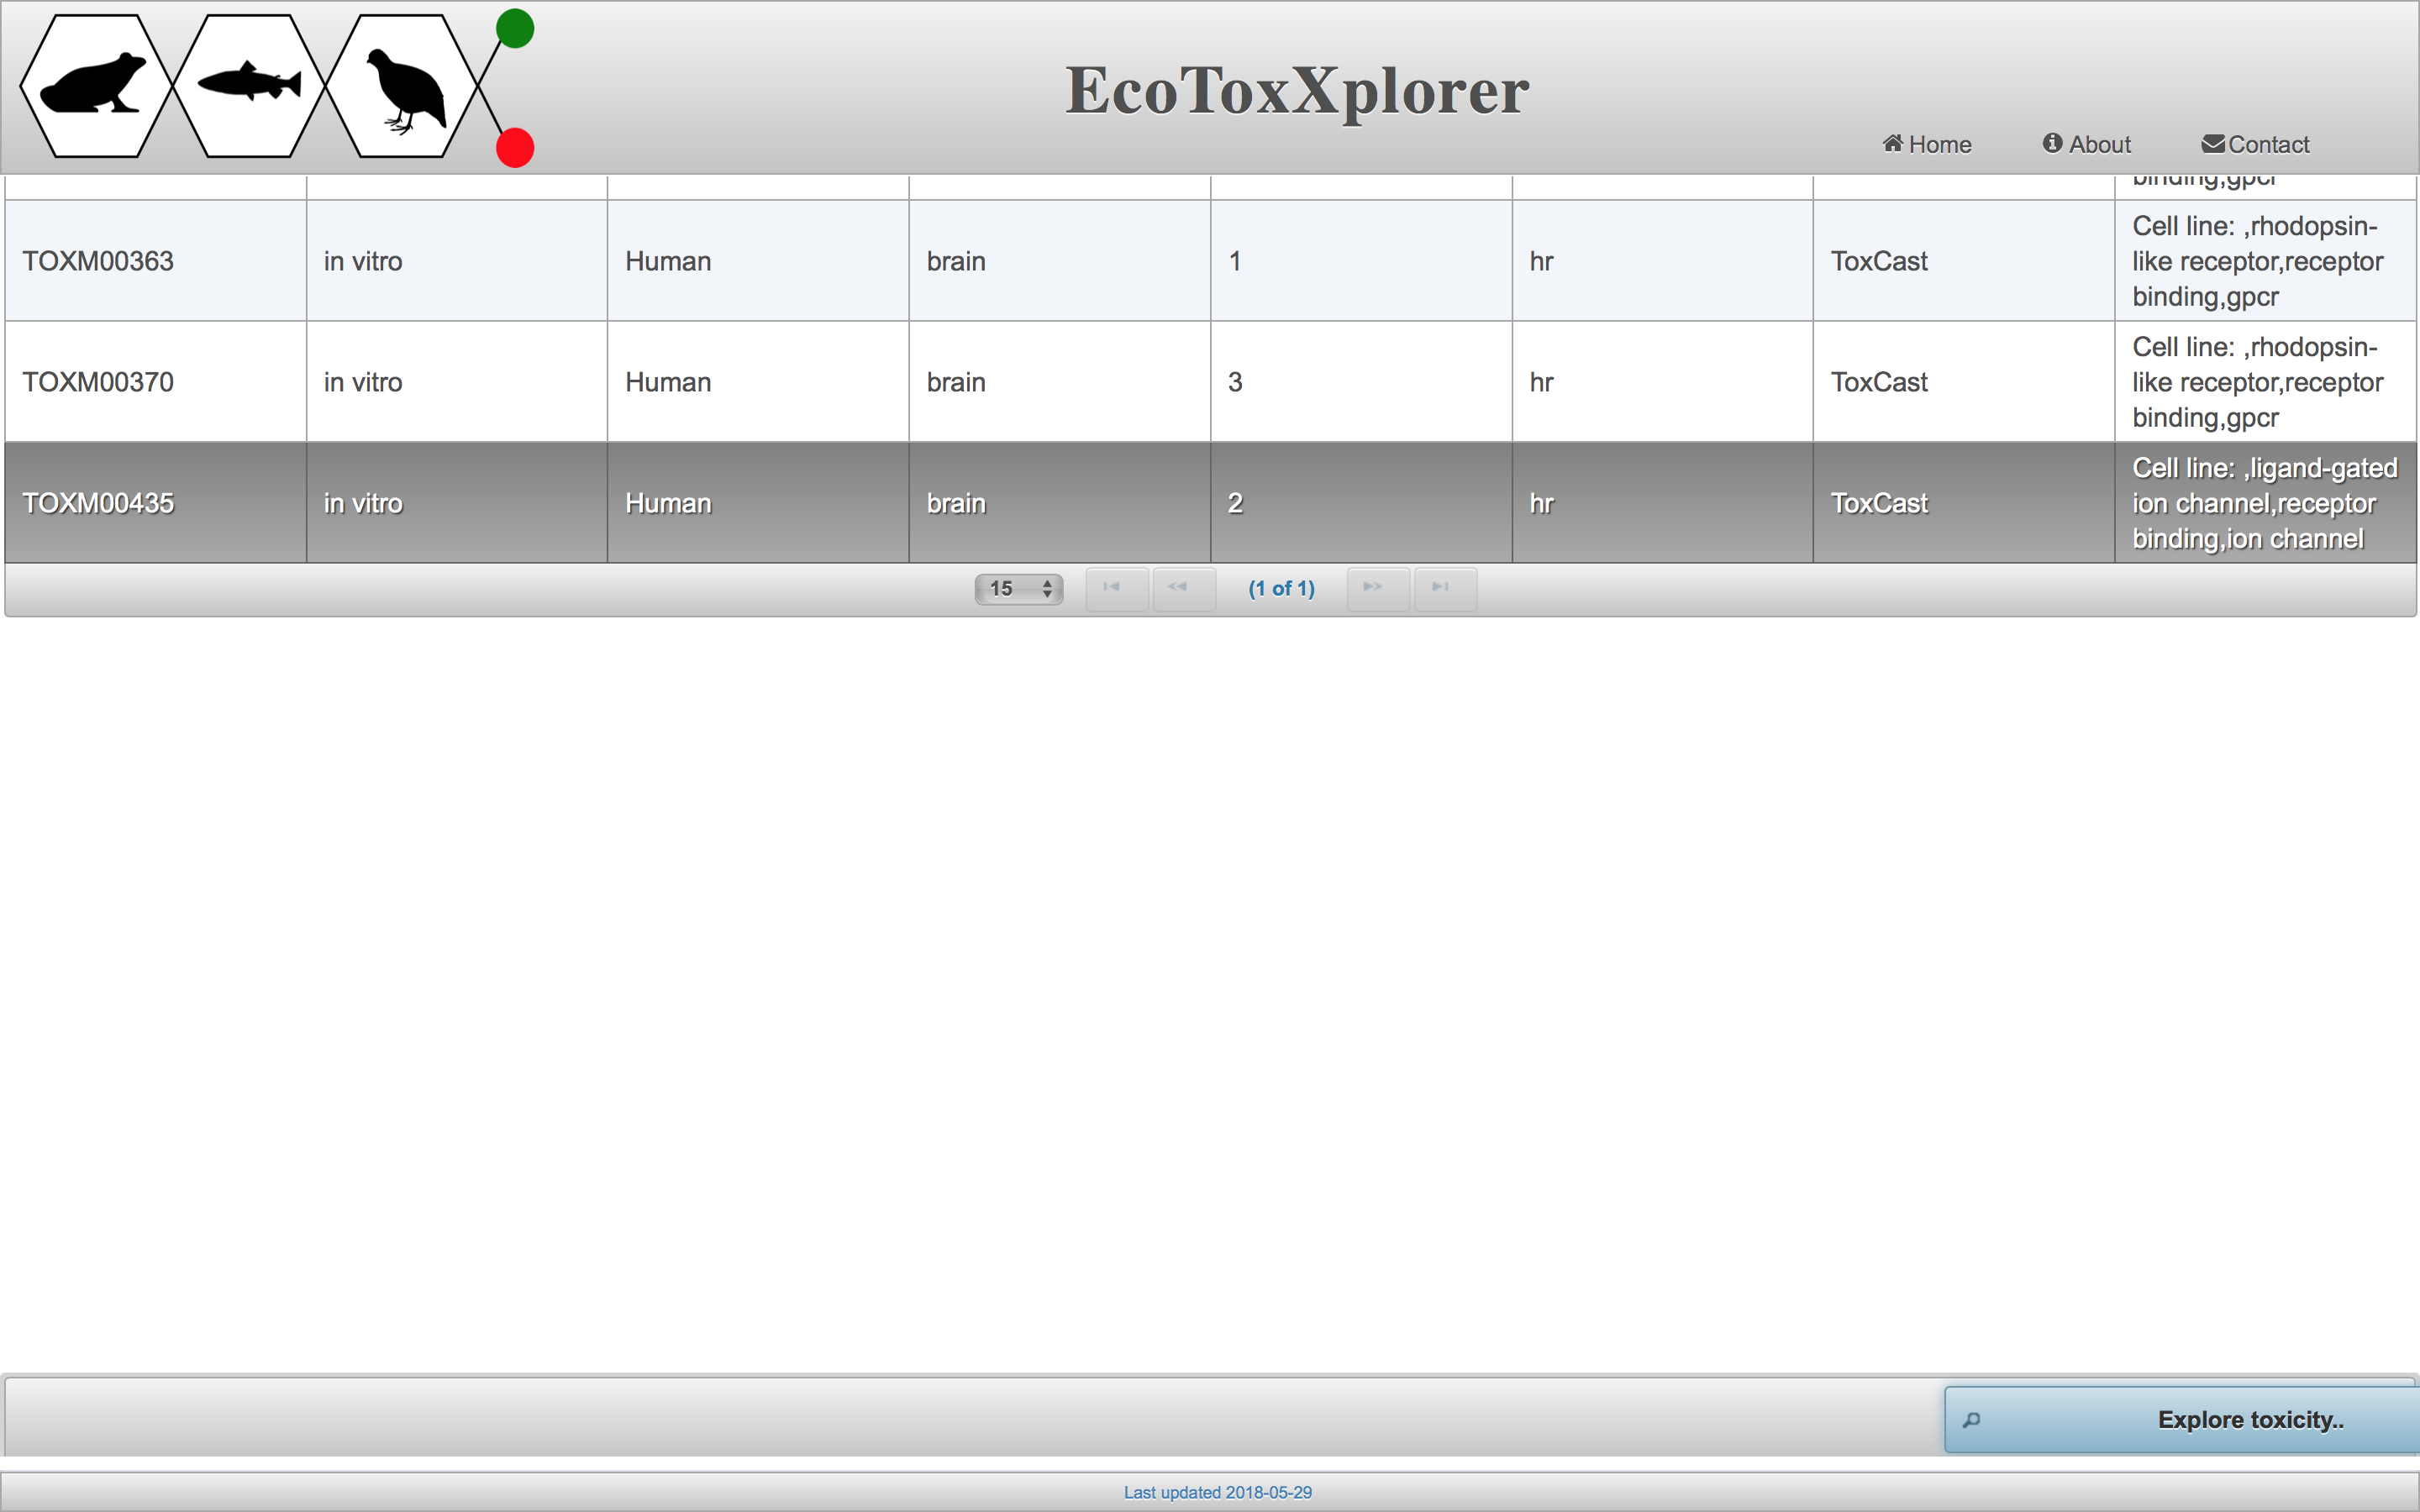 EcoToxXplorer
Home About Contact
binding,gpcr
TOXM00363 in vitro Human brain 1 hr ToxCast Cell line: ,rhodopsin-
like receptor,receptor
binding,gpcr
TOXM00370 in vitro Human brain 3 hr ToxCast Cell line: ,rhodopsin-
like receptor,receptor
binding,gpcr
TOXM00435 in vitro Human brain 2 hr ToxCast Cell line: ,ligand-gated
ion channel,receptor
binding,ion channel
15 (1 of 1)
Explore toxicity..
Last updated 2018-05-29